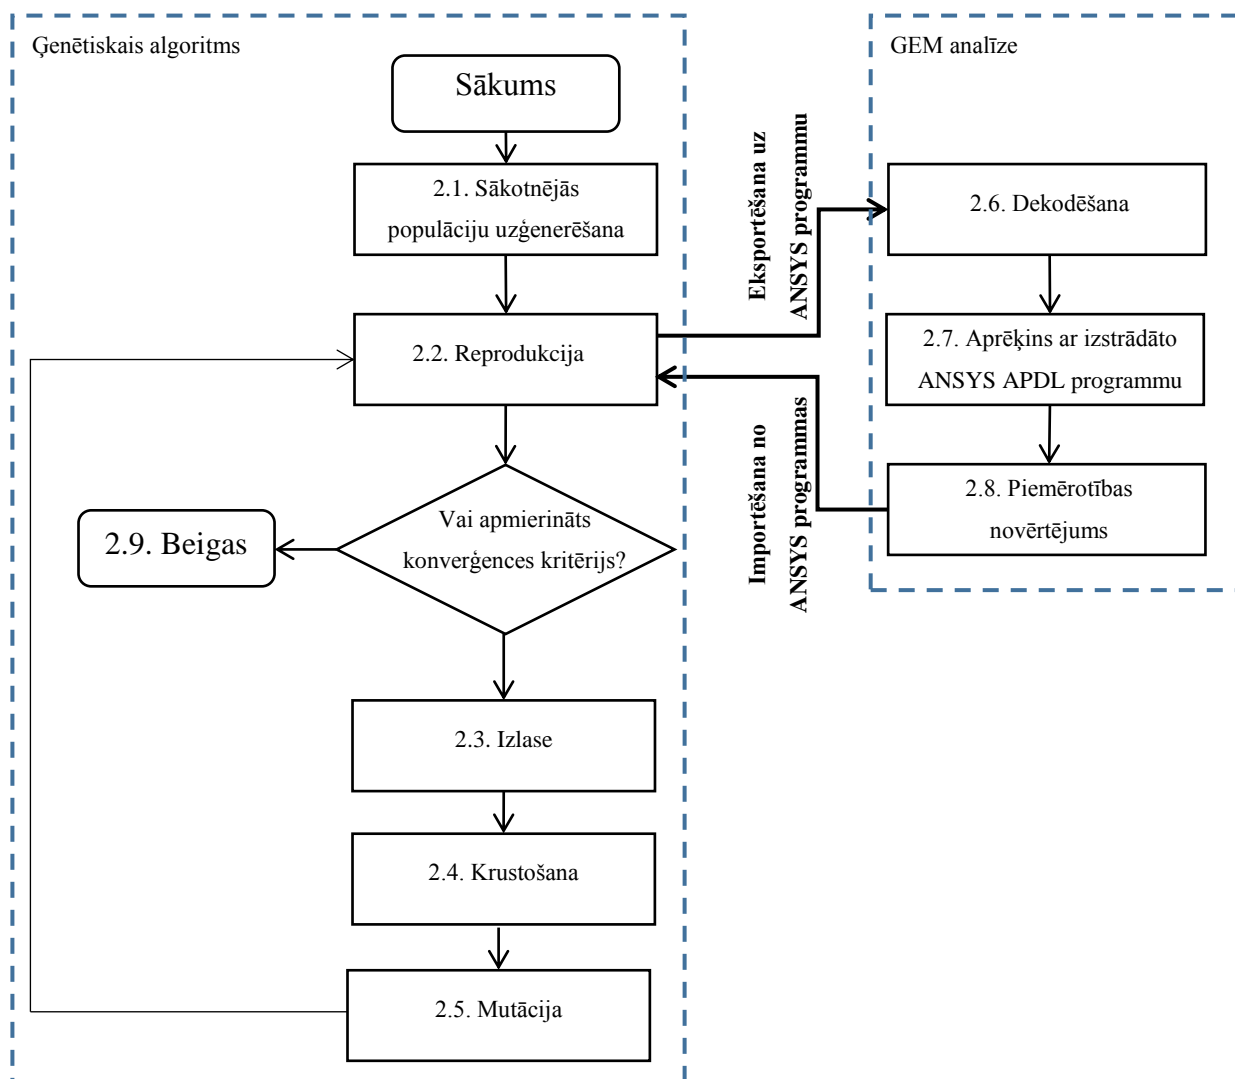 Ģenētiskais algoritms
Sākums
2.1. Sākotnējās
populāciju uzģenerēšana
2.2. Reprodukcija
Vai apmierināts
konverģences kritērijs?
2.9. Beigas
2.3. Izlase
2.4. Krustošana
2.5. Mutācija
Eksportēšana uz
ANSYS programmu
Importēšana no
ANSYS programmas
GEM analīze
2.6. Dekodēšana
2.7. Aprēķins ar izstrādāto
ANSYS APDL programmu
2.8. Piemērotības
novērtējums